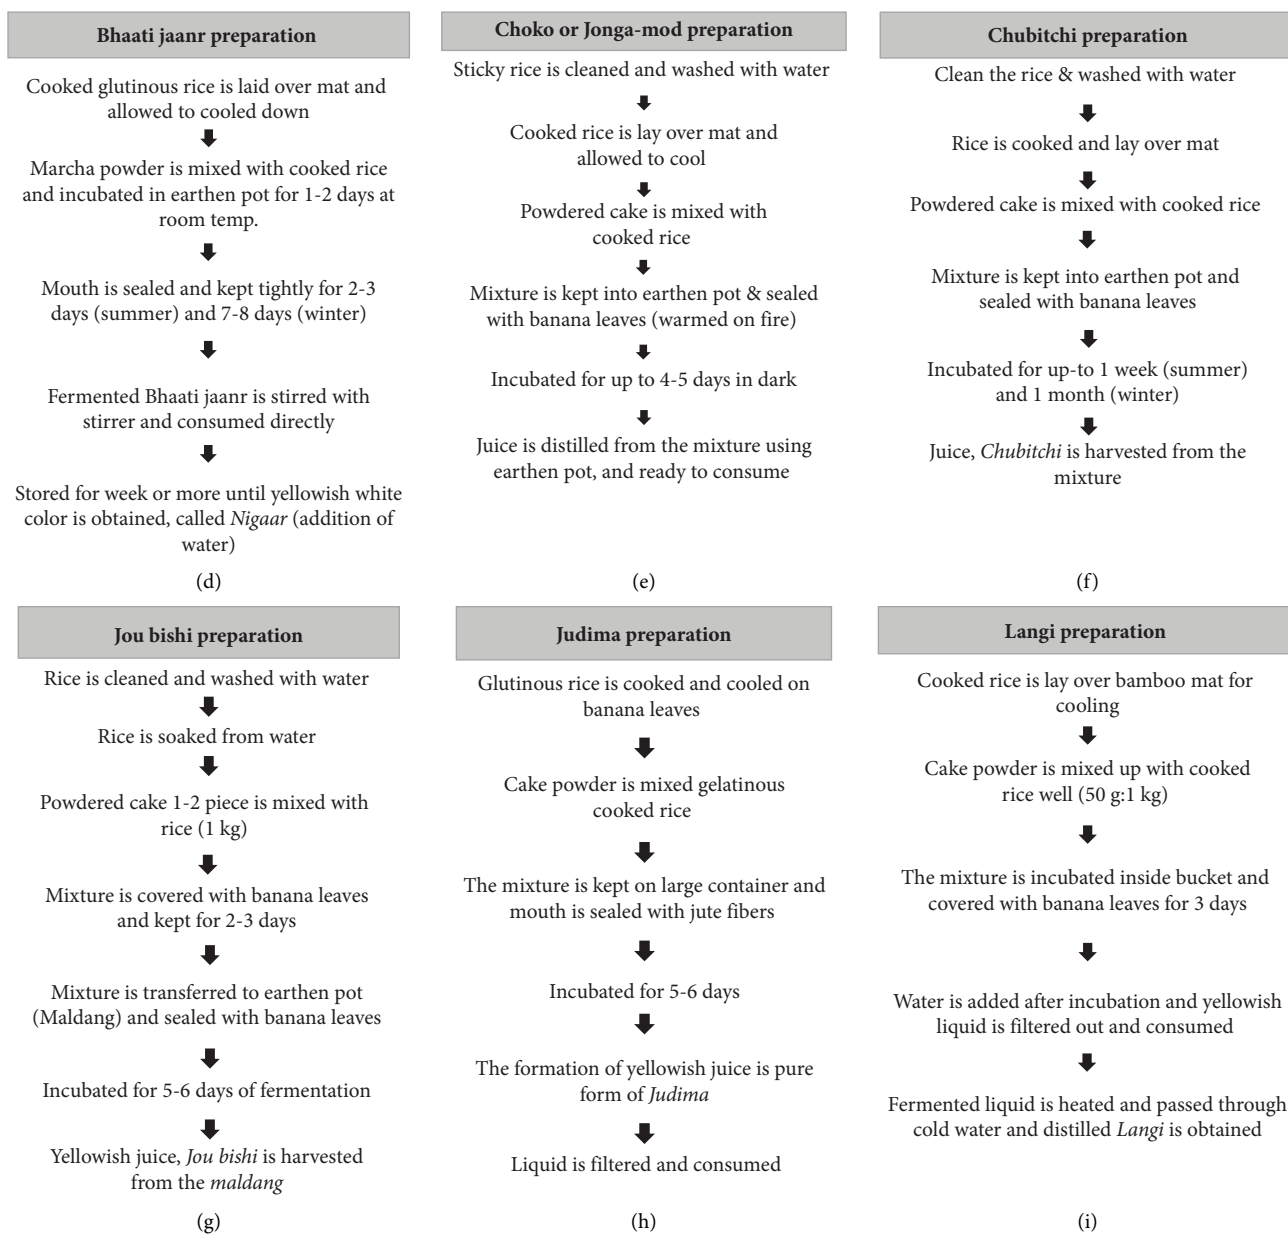 Bhaati jaanr preparation
Cooked glutinous rice is laid over mat and
allowed to cooled down
Marcha powder is mixed with cooked rice
and incubated in earthen pot for 1-2 days at
room temp.
Mouth is sealed and kept tightly for 2-3
days (summer) and 7-8 days (winter)
Fermented Bhaati jaanr is stirred with
stirrer and consumed directly
Stored for week or more until yellowish white
color is obtained, called Nigaar (addition of
water)
(d)
Choko or Jonga-mod preparation
Sticky rice is cleaned and washed with water
Cooked rice is lay over mat and
allowed to cool
Powdered cake is mixed with
cooked rice
Mixture is kept into earthen pot & sealed
with banana leaves (warmed on fire)
Incubated for up to 4-5 days in dark
Juice is distilled from the mixture using
earthen pot, and ready to consume
(e)
Chubitchi preparation
Clean the rice & washed with water
Rice is cooked and lay over mat
Powdered cake is mixed with cooked rice
Mixture is kept into earthen pot and
sealed with banana leaves
Incubated for up-to 1 week (summer)
and 1 month (winter)
Juice, Chubitchi is harvested from the
mixture
(f)
Jou bishi preparation
Rice is cleaned and washed with water
Rice is soaked from water
Powdered cake 1-2 piece is mixed with
rice (1 kg)
Mixture is covered with banana leaves
and kept for 2-3 days
Mixture is transferred to earthen pot
(Maldang) and sealed with banana leaves
Incubated for 5-6 days of fermentation
Yellowish juice, Jou bishi is harvested
from the maldang
(g)
Judima preparation
Glutinous rice is cooked and cooled on
banana leaves
Cake powder is mixed gelatinous
cooked rice
The mixture is kept on large container and
mouth is sealed with jute fibers
Incubated for 5-6 days
The formation of yellowish juice is pure
form of Judima
Liquid is filtered and consumed
(h)
Langi preparation
Cooked rice is lay over bamboo mat for
cooling
Cake powder is mixed up with cooked
rice well (50 g:1 kg)
The mixture is incubated inside bucket and
covered with banana leaves for 3 days
Water is added after incubation and yellowish
liquid is filtered out and consumed
Fermented liquid is heated and passed through
cold water and distilled Langi is obtained
(i)